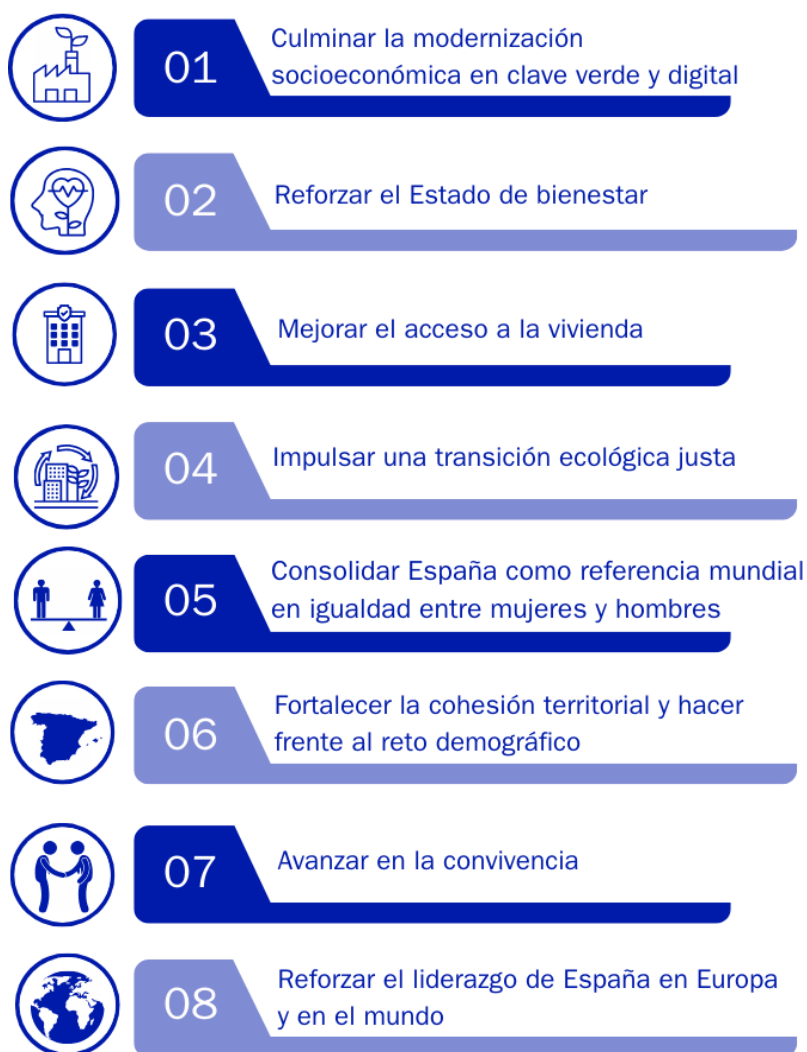 01
Culminar la modernización
socioeconómica en clave verde y digital
02
Reforzar el Estado de bienestar
03
Mejorar el acceso a la vivienda
04
Impulsar una transición ecológica justa
05
Consolidar España como referencia mundial
en igualdad entre mujeres y hombres
06
Fortalecer la cohesión territorial y hacer
frente al reto demográfico
07
Avanzar en la convivencia
08
Reforzar el liderazgo de España en Europa
y en el mundo